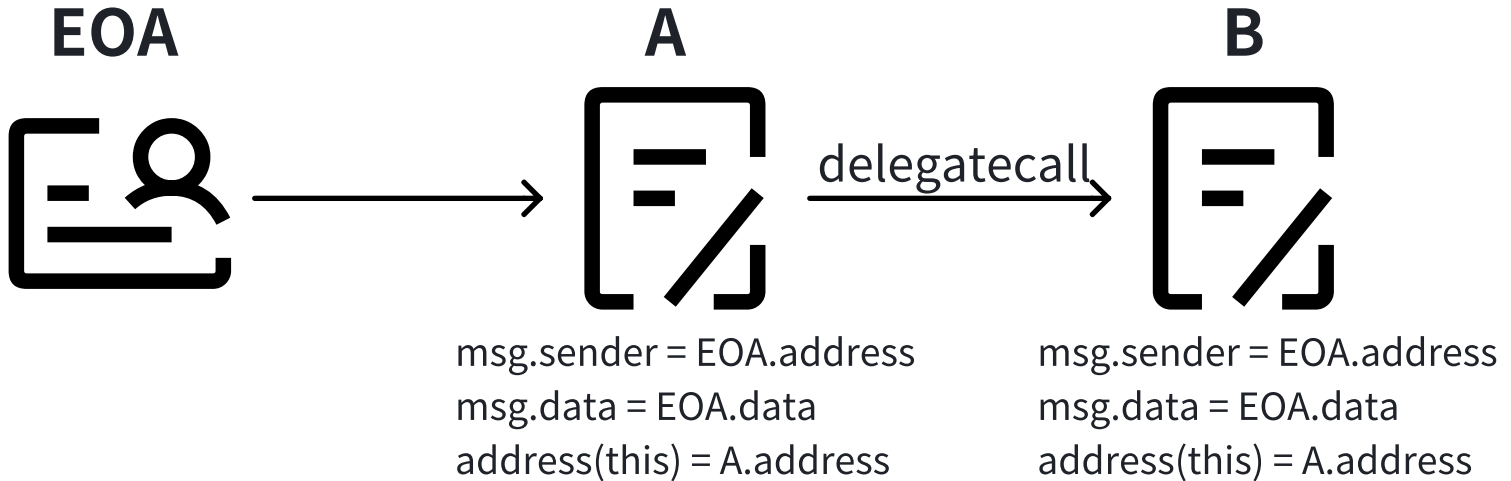 EOA
A
B
delegatecall
msg.sender = EOA.address
msg.data = EOA.data
address(this) = A.address
msg.sender = EOA.address
msg.data = EOA.data
address(this) = A.address